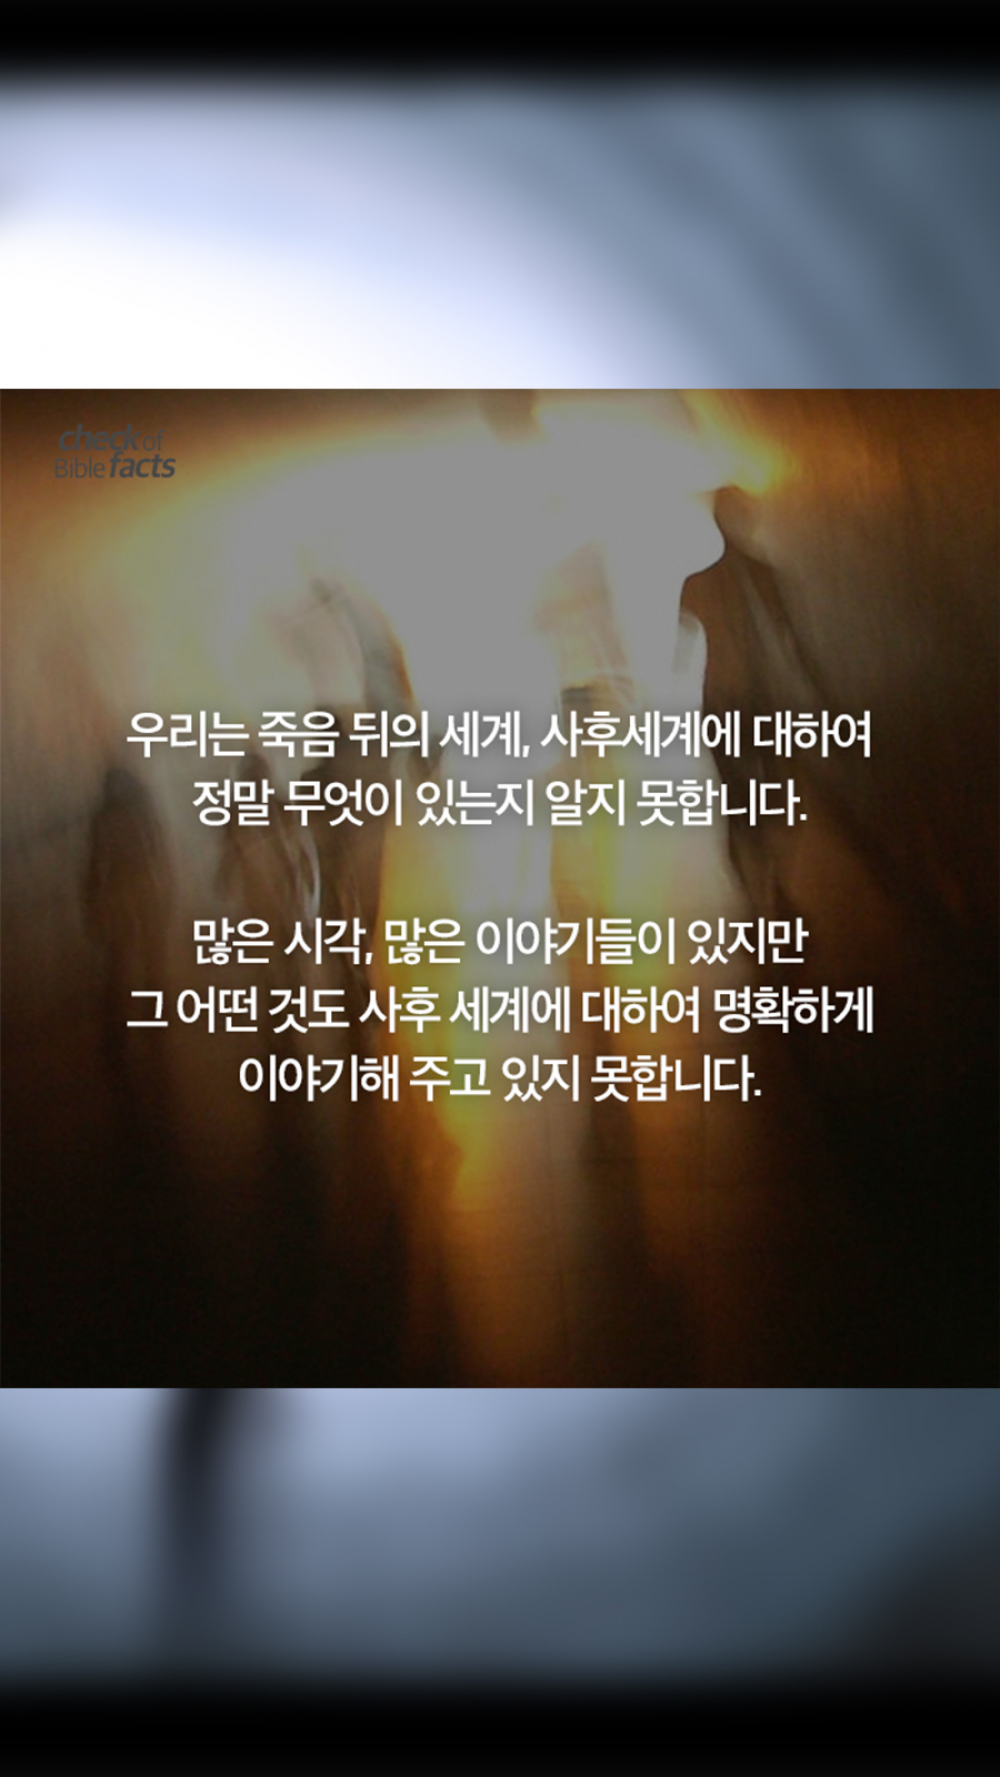 check of
Bible facts
우리는 죽음 뒤의 세계, 사후세계에 대하여
정말 무엇이 있는지 알지 못합니다.
많은 시각, 많은 이야기들이 있지만
그 어떤 것도 사후 세계에 대하여 명확하게
이야기해 주고 있지 못합니다.